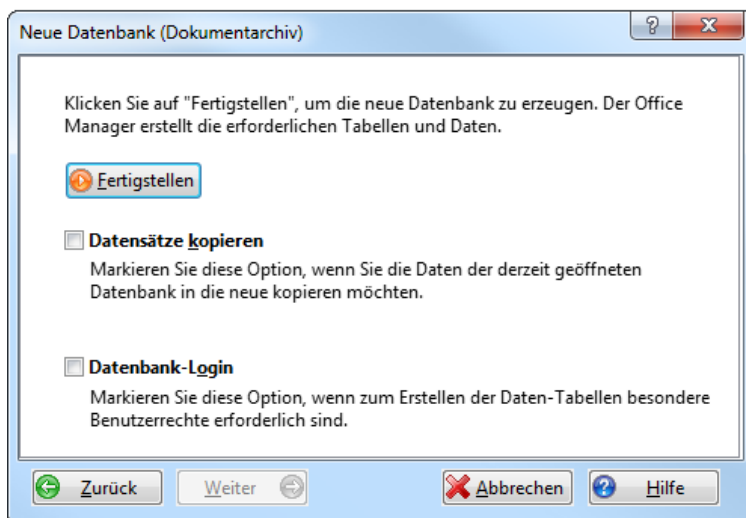 Neue Datenbank (Dokumentarchiv)
Klicken Sie auf "Fertigstellen", um die neue Datenbank zu erzeugen. Der Office
Manager erstellt die erforderlichen Tabellen und Daten.
Fertigstellen
Datensätze kopieren
Markieren Sie diese Option, wenn Sie die Daten der derzeit geöffneten
Datenbank in die neue kopieren möchten.
Datenbank-Login
Markieren Sie diese Option, wenn zum Erstellen der Daten-Tabellen besondere
Benutzerrechte erforderlich sind.
Zurück Weiter Abbrechen Hilfe